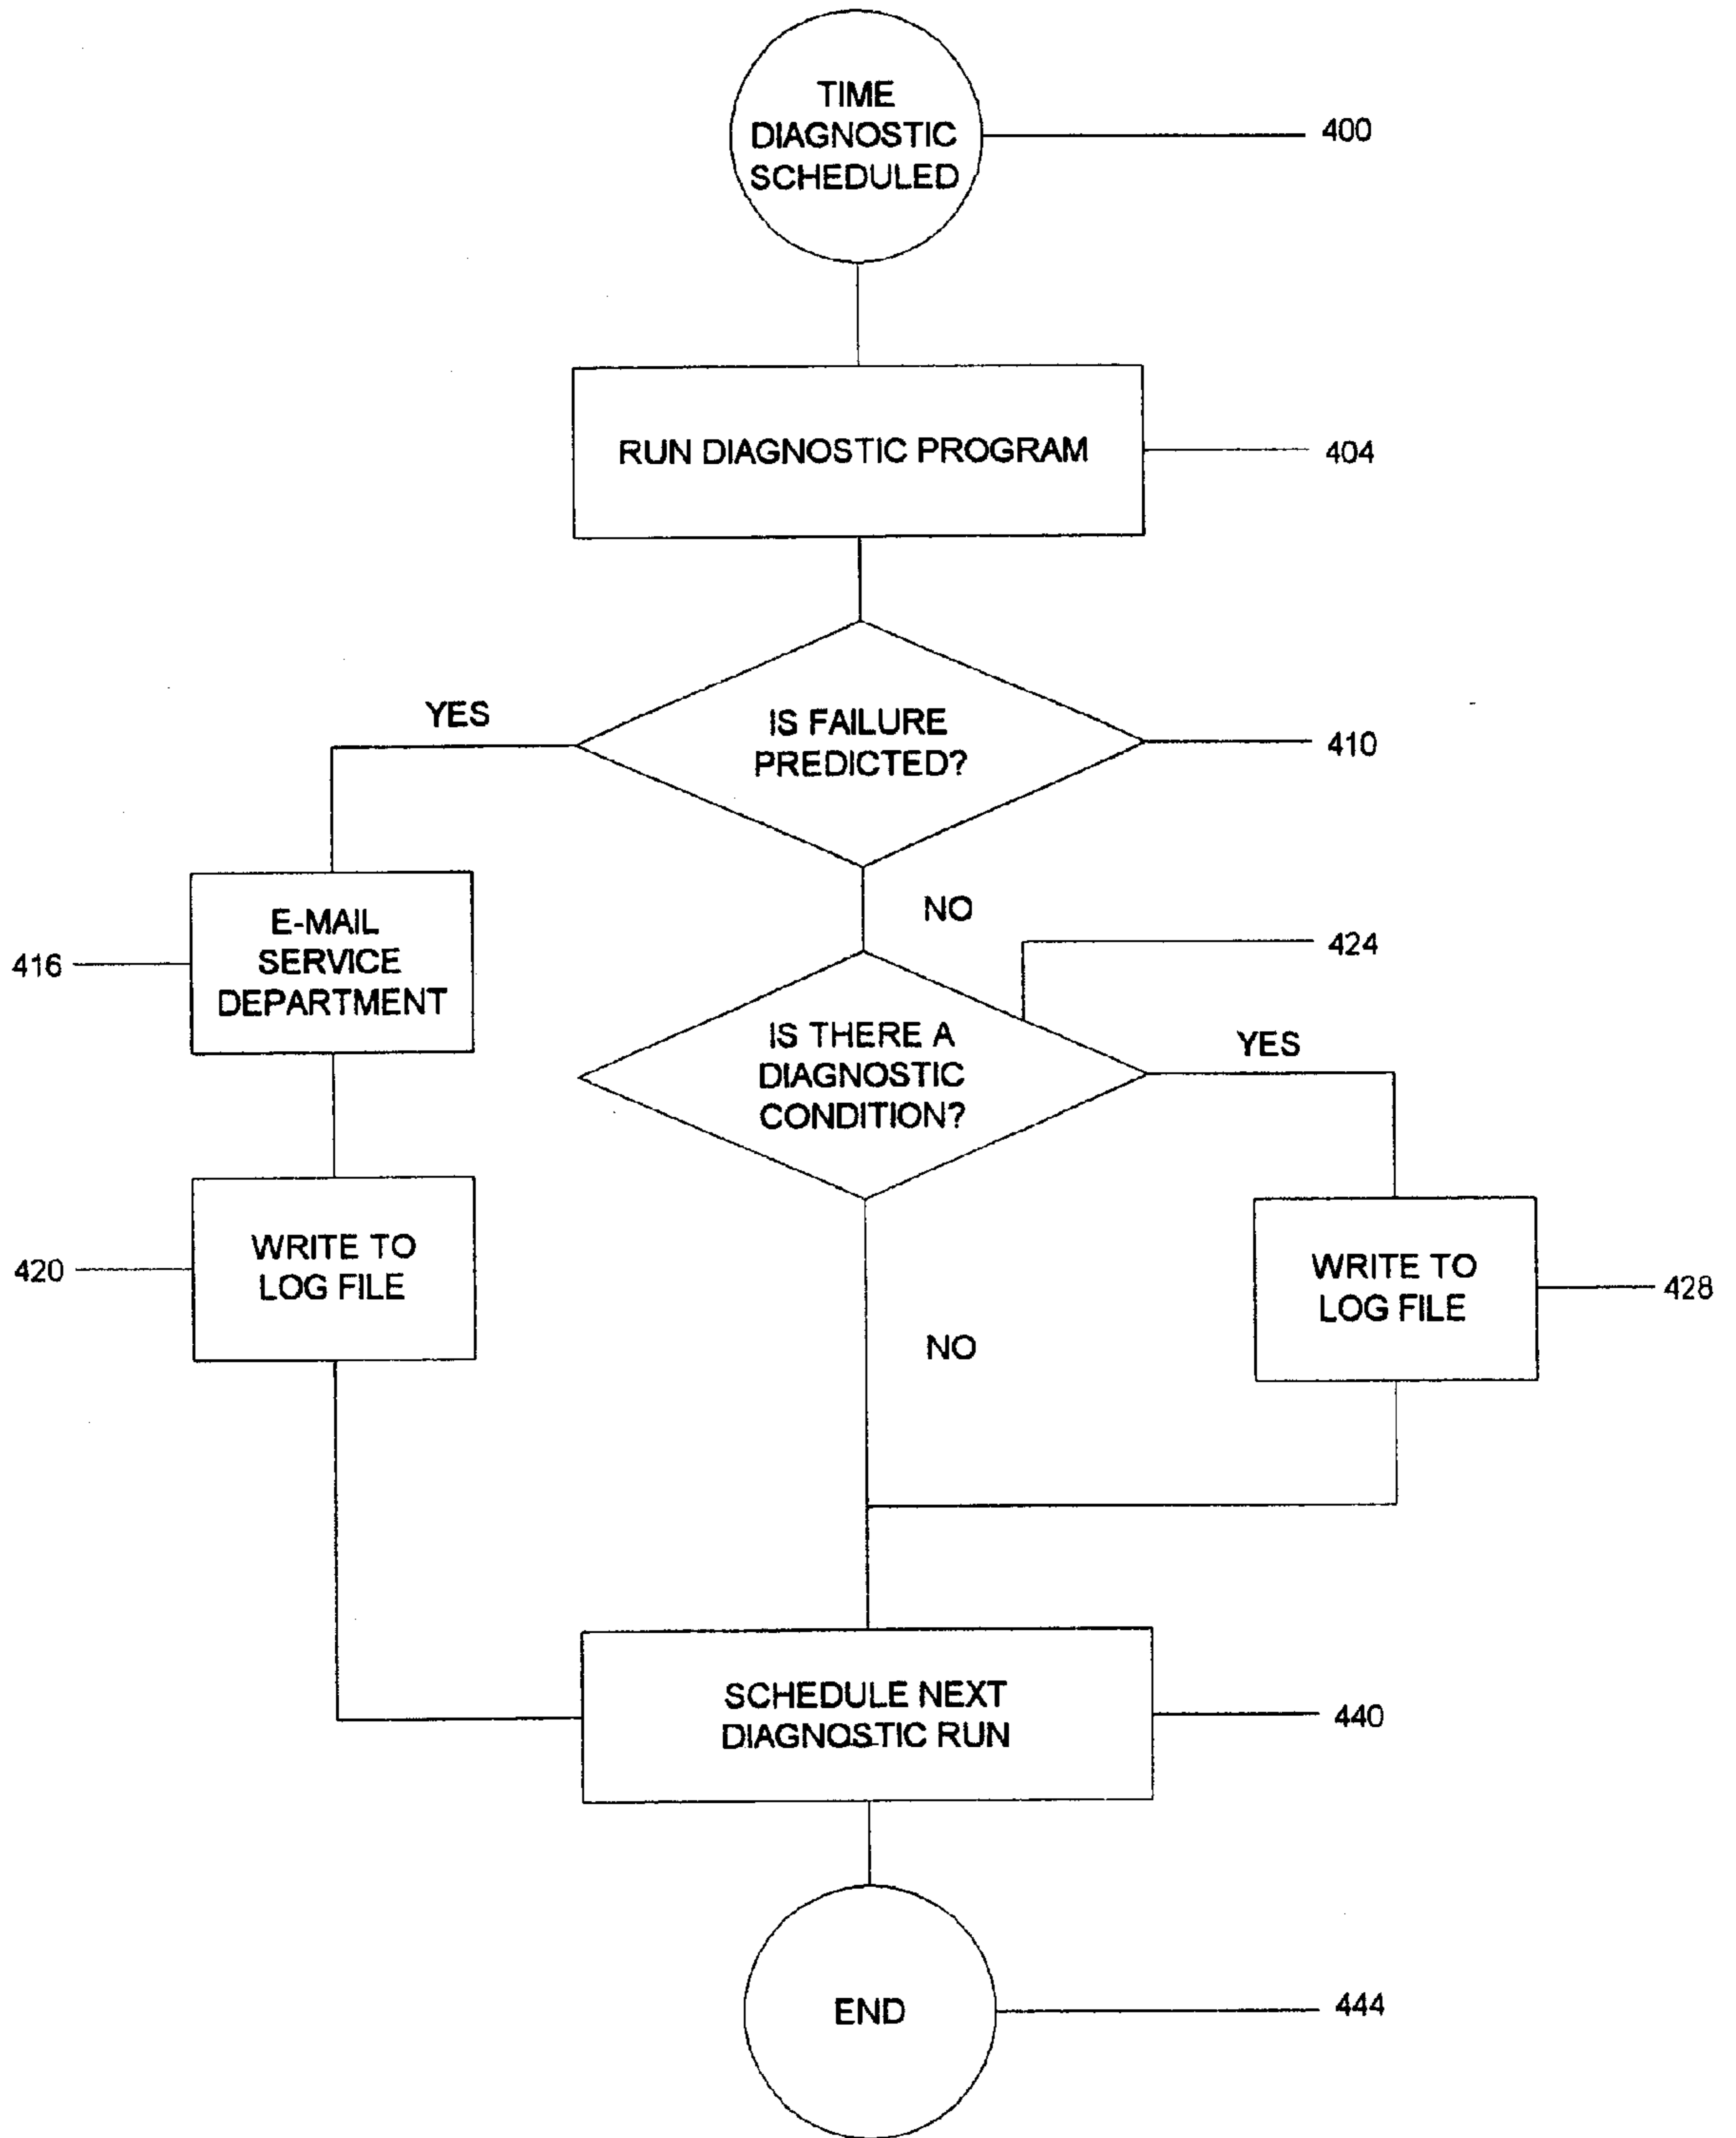 TIME
DIAGNOSTIC
SCHEDULED
400
RUN DIAGNOSTIC PROGRAM
404
YES
IS FAILURE
PREDICTED?
410
NO
E-MAIL
SERVICE
DEPARTMENT
416
424
IS THERE A
DIAGNOSTIC
CONDITION?
YES
WRITE TO
LOG FILE
420
WRITE TO
LOG FILE
428
NO
SCHEDULE NEXT
DIAGNOSTIC RUN
440
END
444